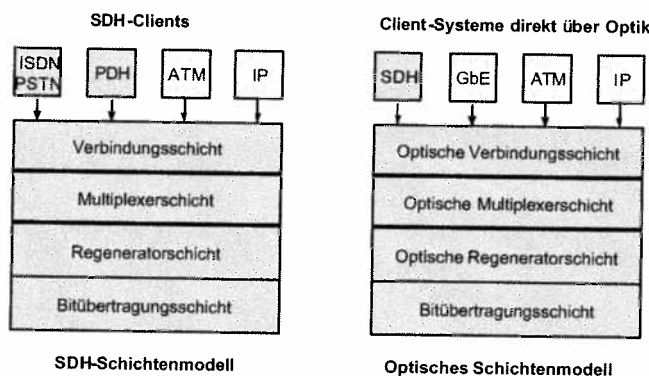 SDH-Clients
ISDN
PSTN
PDH
ATM
IP
Verbindungsschicht
Multiplexerschicht
Regeneratorschicht
Bitübertragungsschicht
SDH-Schichtenmodell
Client-Systeme direkt über Optik
SDH
GbE
ATM
IP
Optische Verbindungsschicht
Optische Multiplexerschicht
Optische Regeneratorschicht
Bitübertragungsschicht
Optisches Schichtenmodell